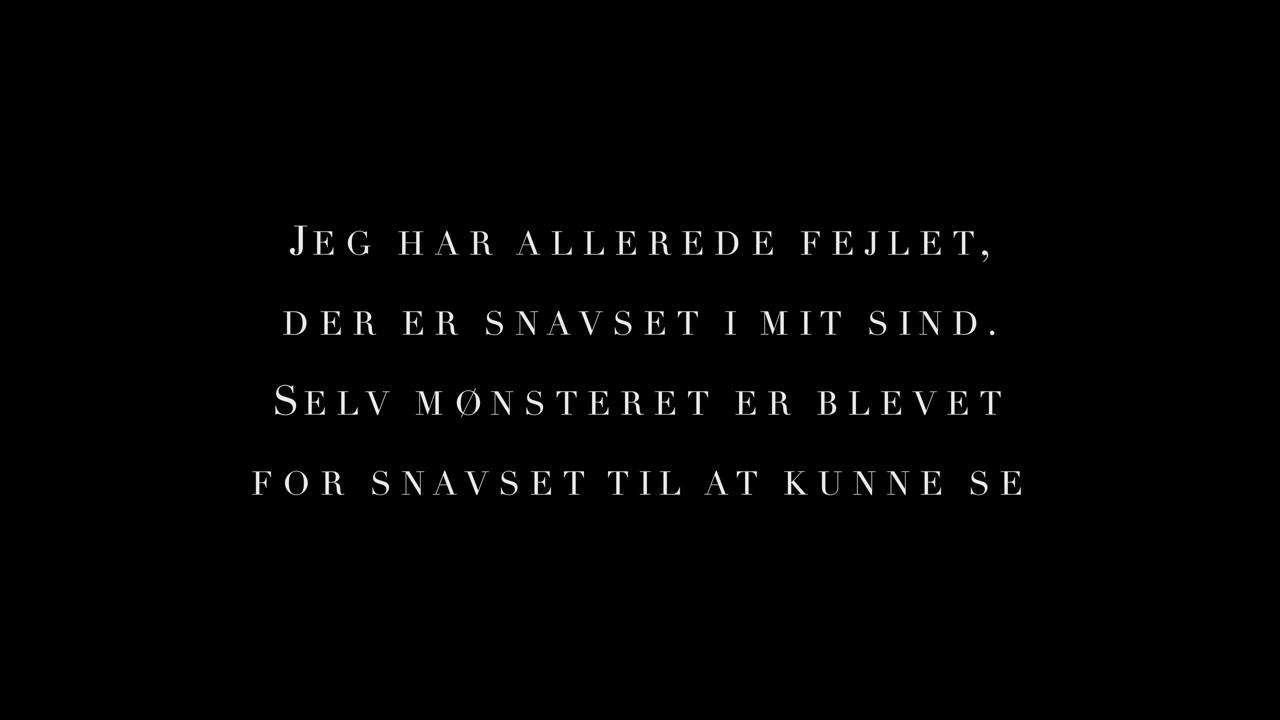 Jeg har allerede fejlet,
der er snavset i mit sind.
Selv mønsteret er blevet
for snavset til at kunne se